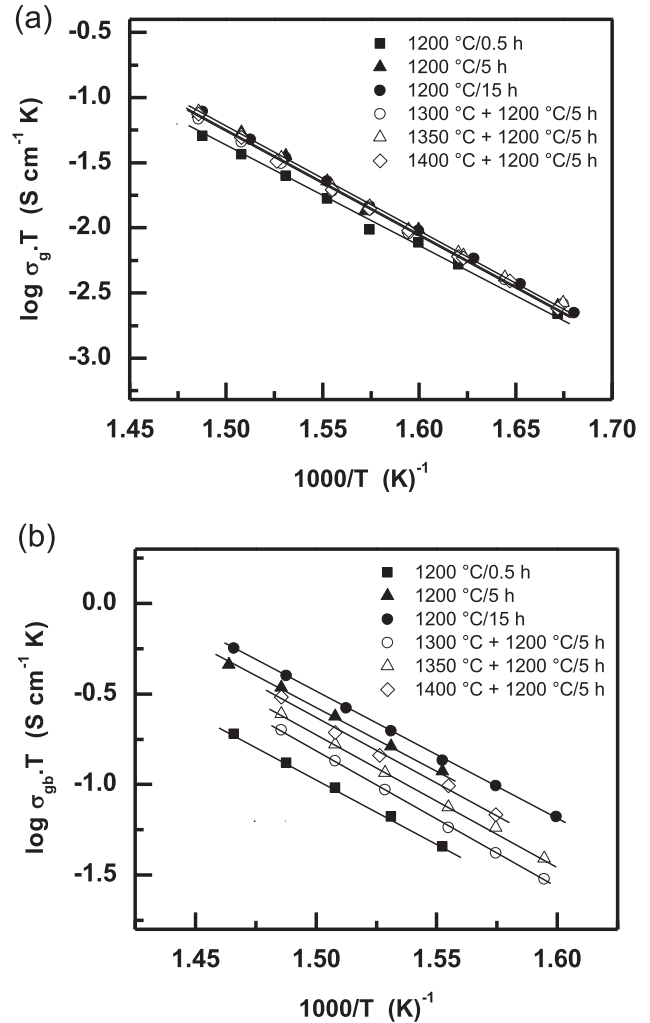 (a)
-0.5
-1.0
-1.5
-2.0
-2.5
-3.0
log σg.T (S cm-1 K)
1200 °C/0.5 h
1200 °C/5 h
1200 °C/15 h
1300 °C + 1200 °C/5 h
1350 °C + 1200 °C/5 h
1400 °C + 1200 °C/5 h
1.45 1.50 1.55 1.60 1.65 1.70
1000/T (K)-1
(b)
0.0
-0.5
-1.0
-1.5
log σgb.T (S cm-1 K)
1200 °C/0.5 h
1200 °C/5 h
1200 °C/15 h
1300 °C + 1200 °C/5 h
1350 °C + 1200 °C/5 h
1400 °C + 1200 °C/5 h
1.45 1.50 1.55 1.60
1000/T (K)-1